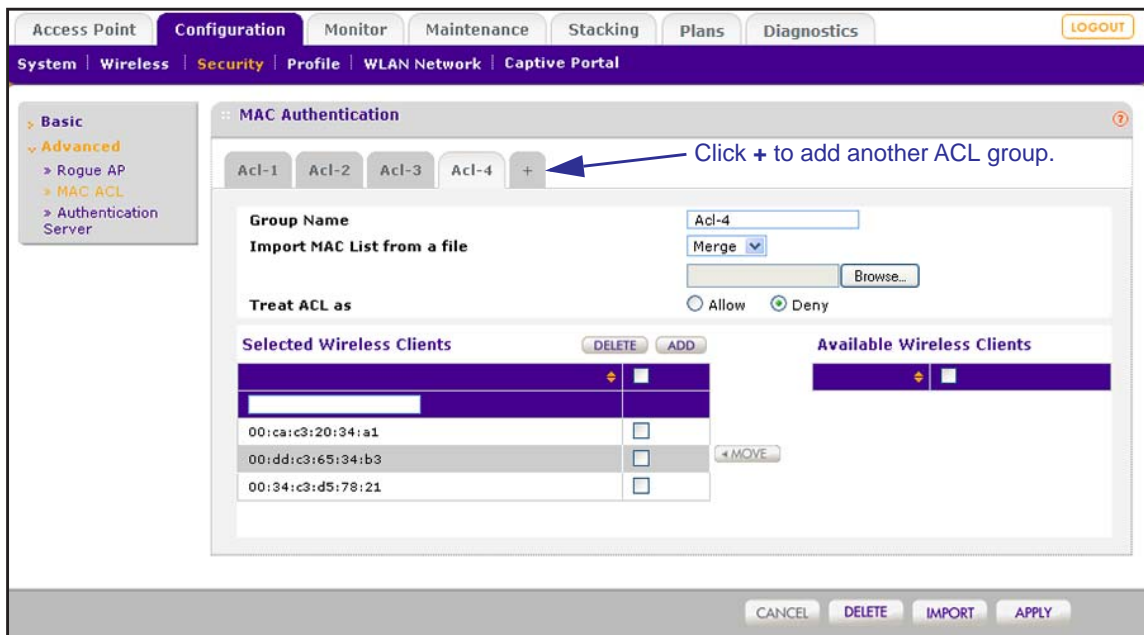 Access Point Configuration Monitor Maintenance Stacking Plans Diagnostics LOGOUT
System Wireless Security Profile WLAN Network Captive Portal
Basic
Advanced
» Rogue AP
» MAC ACL
» Authentication
Server
MAC Authentication ?
Acl-1 Acl-2 Acl-3 Acl-4 +
Click + to add another ACL group.
Group Name Acl-4
Import MAC List from a file Merge
Browse...
Treat ACL as Allow Deny
Selected Wireless Clients DELETE ADD
00:ca:c3:20:34:a1
00:dd:c3:65:34:b3
00:34:c3:d5:78:21
MOVE
Available Wireless Clients
CANCEL DELETE IMPORT APPLY